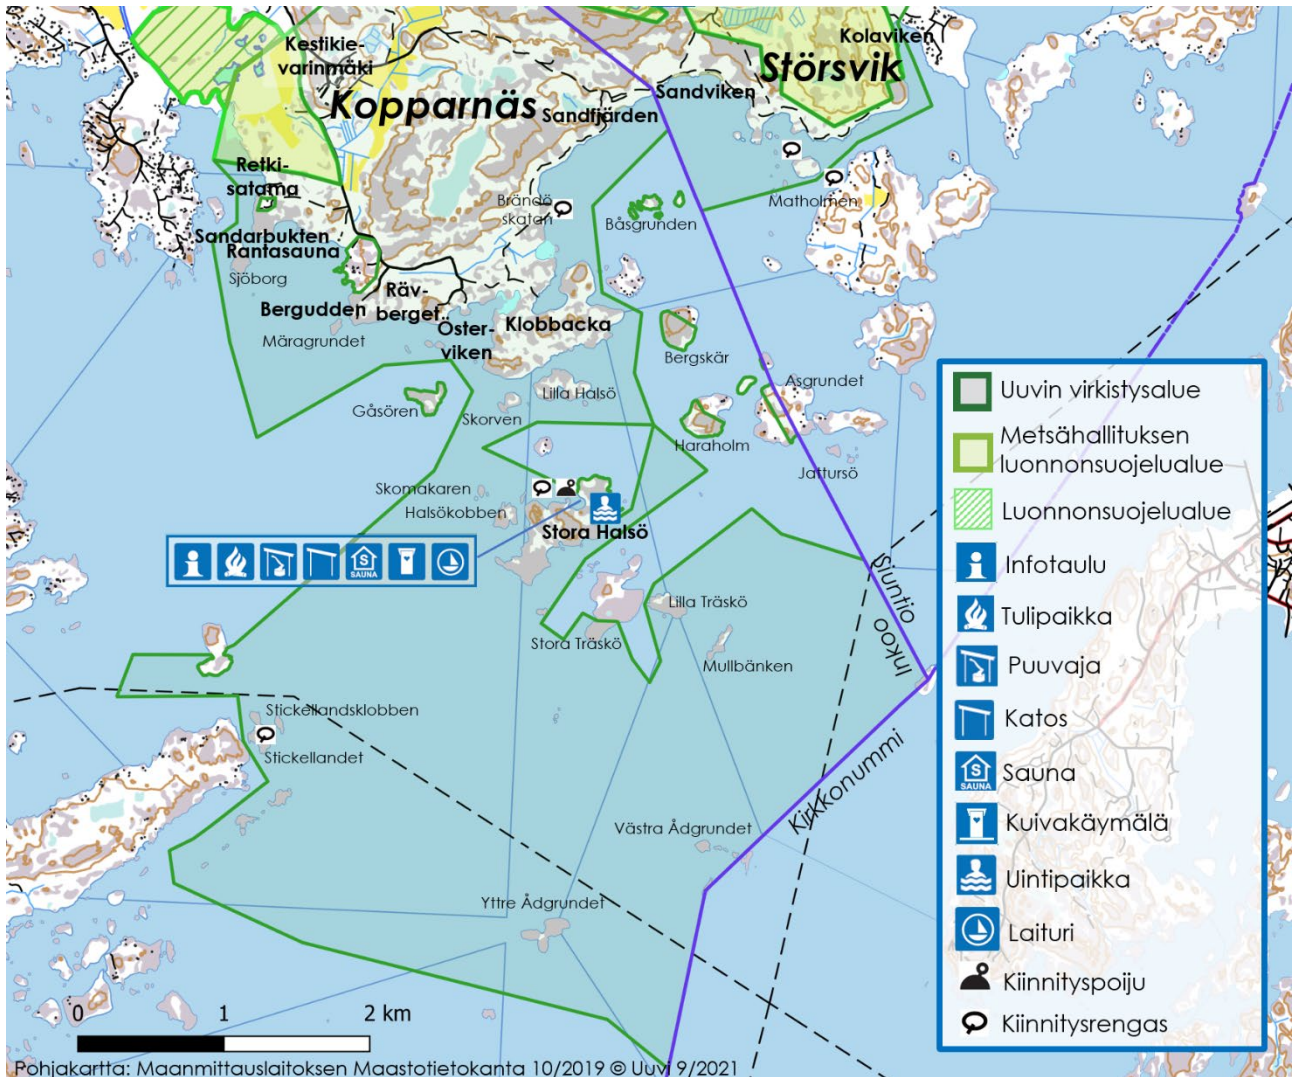 Kestikie-
varinmäki
Kolaviken
Störsvik
Kopparnäs
Sandviken
Sandfjärden
Retki-
satama
Brändö
skatan
Matholmen
Båsgrunden
Sandarbukten
Rantasauna
Sjöborg
Räv-
berget
Bergudden
Öster-
viken
Klobbacka
Märagrundet
Bergskär
Asgrundet
Lilla Halsö
Gåsören
Skorven
Haraholm
Jattursö
Skomakaren
Halsökobben
Stora Halsö
SAUNA
Siuntio
Inkoo
Lilla Träskö
Stora Träskö
Mullbänken
Stickellandsklobben
Stickellandet
Kirkkonummi
Västra Ådgrundet
Yttre Ådgrundet
Uuvin virkistysalue
Metsähallituksen
luonnonsuojelualue
Luonnonsuojelualue
Infotaulu
Tulipaikka
Puuvaja
Katos
S
SAUNA
Sauna
Kuivakäymälä
Uintipaikka
Laituri
Kiinnityspoiju
Kiinnitysrengas
0 1 2 km
Pohjakartta: Maanmittauslaitoksen Maastotietokanta 10/2019 © Uuvi 9/2021